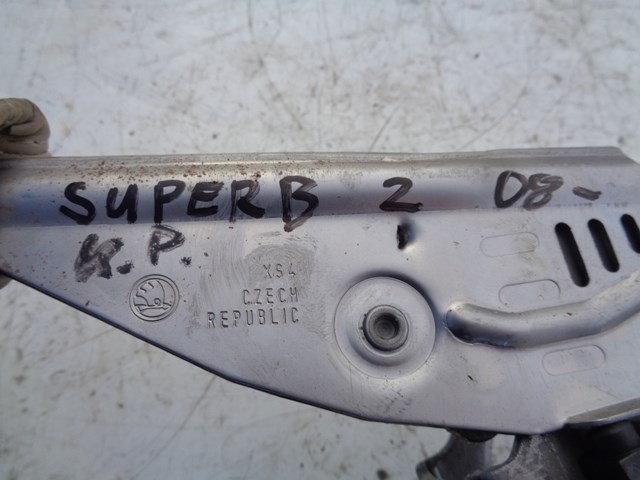 SUPERB 2 08-
K.P.
XS4
CZECH
REPUBLIC